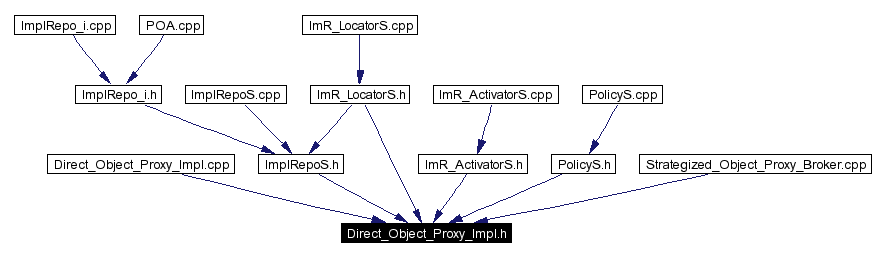 ImplRepo_i.cpp
POA.cpp
ImR_LocatorS.cpp
ImplRepo_i.h
ImplRepoS.cpp
ImR_LocatorS.h
ImR_ActivatorS.cpp
PolicyS.cpp
Direct_Object_Proxy_Impl.cpp
ImplRepoS.h
ImR_ActivatorS.h
PolicyS.h
Strategized_Object_Proxy_Broker.cpp
Direct_Object_Proxy_Impl.h